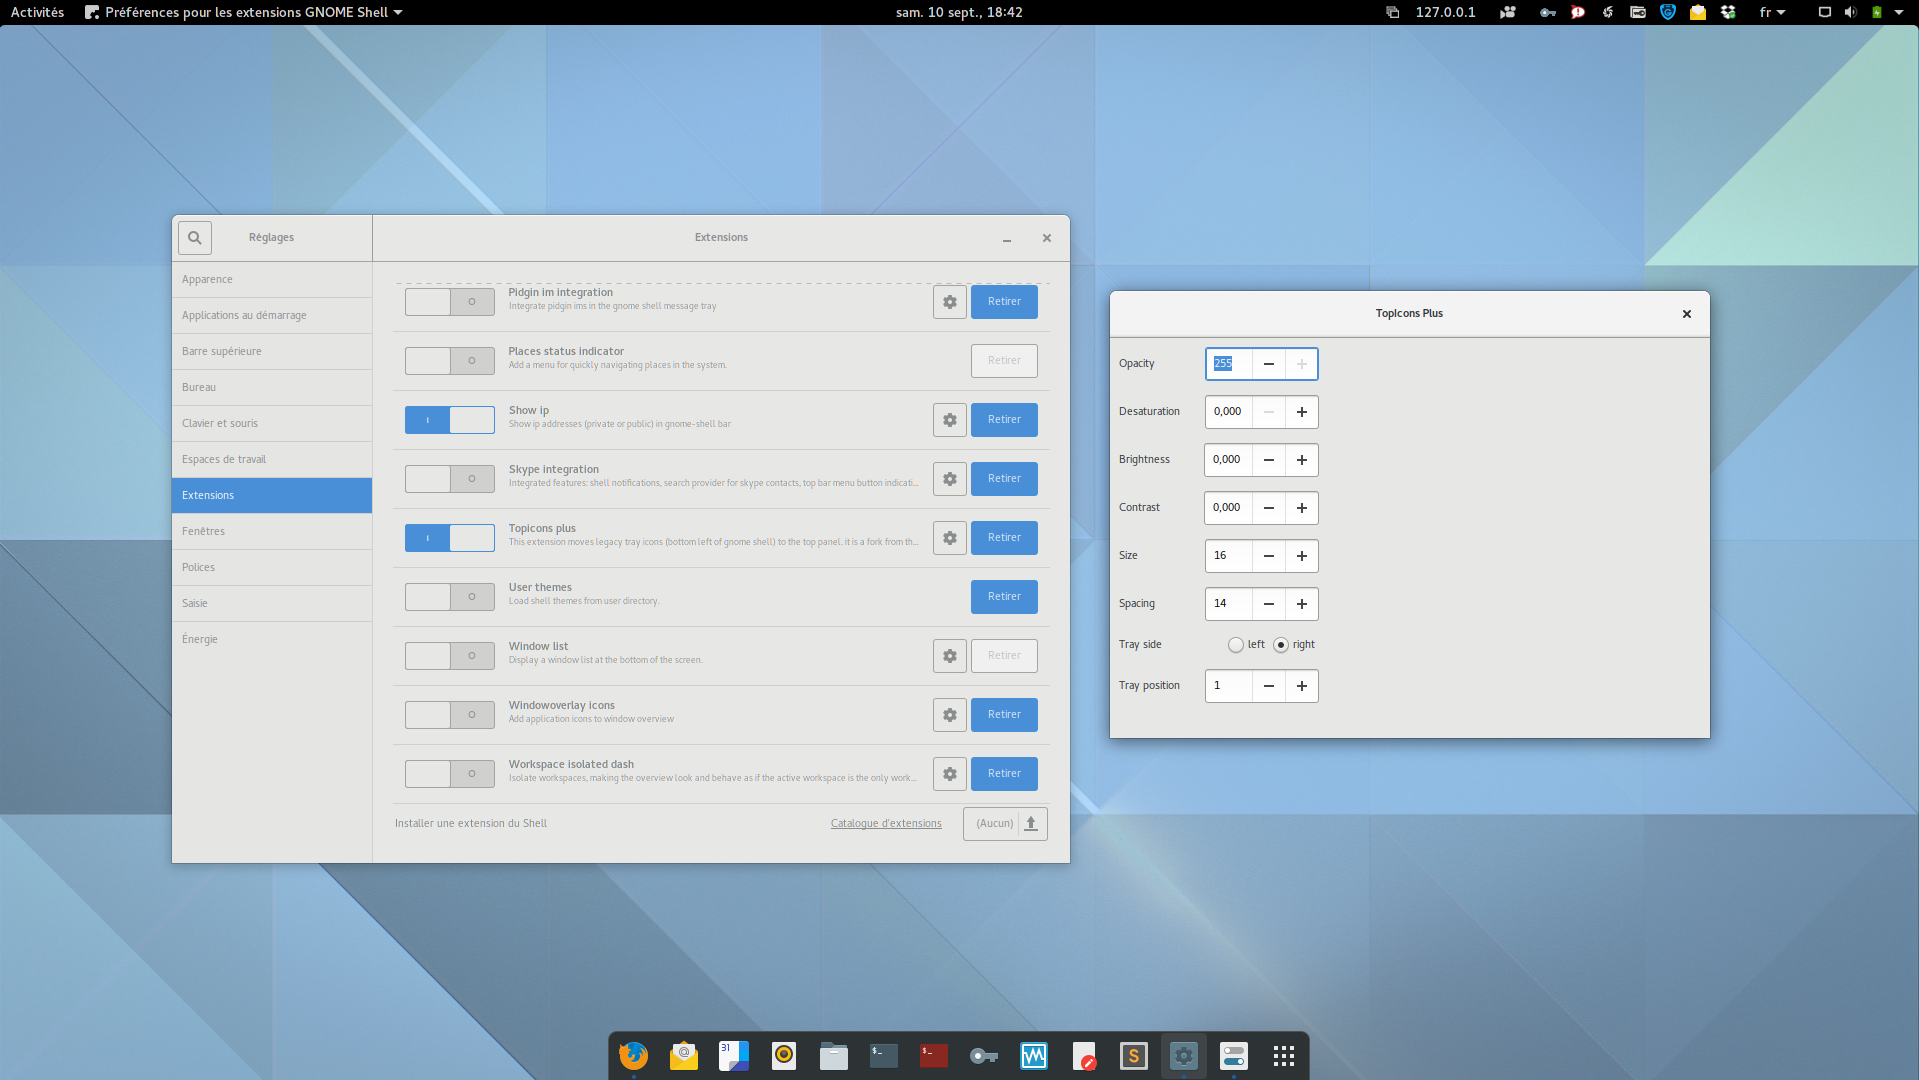 Activités
Préférences pour les extensions GNOME Shell
sam. 10 sept., 18:42
127.0.0.1
fr
Réglages
Extensions
Apparence
Applications au démarrage
Barre supérieure
Bureau
Clavier et souris
Espaces de travail
Extensions
Fenêtres
Polices
Saisie
Énergie
Pidgin im integration
Integrate pidgin ims in the gnome shell message tray
Retirer
Places status indicator
Add a menu for quickly navigating places in the system.
Retirer
Show ip
Show ip addresses (private or public) in gnome-shell bar
Retirer
Skype integration
Integrated features: shell notifications, search provider for skype contacts, top bar menu button indicati...
Retirer
Topicons plus
This extension moves legacy tray icons (bottom left of gnome shell) to the top panel. it is a fork from th...
Retirer
User themes
Load shell themes from user directory.
Retirer
Window list
Display a window list at the bottom of the screen.
Retirer
Windowoverlay icons
Add application icons to window overview
Retirer
Workspace isolated dash
Isolate workspaces, making the overview look and behave as if the active workspace is the only work...
Retirer
Installer une extension du Shell
Catalogue d'extensions
(Aucun)
TopIcons Plus
Opacity 255
Desaturation 0,000
Brightness 0,000
Contrast 0,000
Size 16
Spacing 14
Tray side left right
Tray position 1
31
$_
$_
S